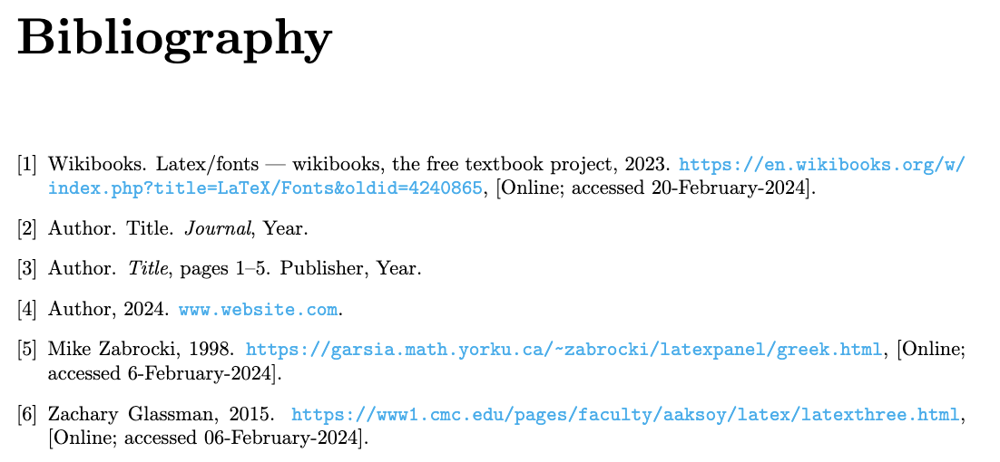 Bibliography
[1] Wikibooks. Latex/fonts — wikibooks, the free textbook project, 2023. https://en.wikibooks.org/w/
index.php?title=LaTeX/Fonts&oldid=4240865, [Online; accessed 20-February-2024].
[2] Author. Title. Journal, Year.
[3] Author. Title, pages 1–5. Publisher, Year.
[4] Author, 2024. www.website.com.
[5] Mike Zabrocki, 1998. https://garsia.math.yorku.ca/~zabrocki/latexpanel/greek.html, [Online;
accessed 6-February-2024].
[6] Zachary Glassman, 2015. https://www1.cmc.edu/pages/faculty/aaksoy/latex/latexthree.html,
[Online; accessed 06-February-2024].